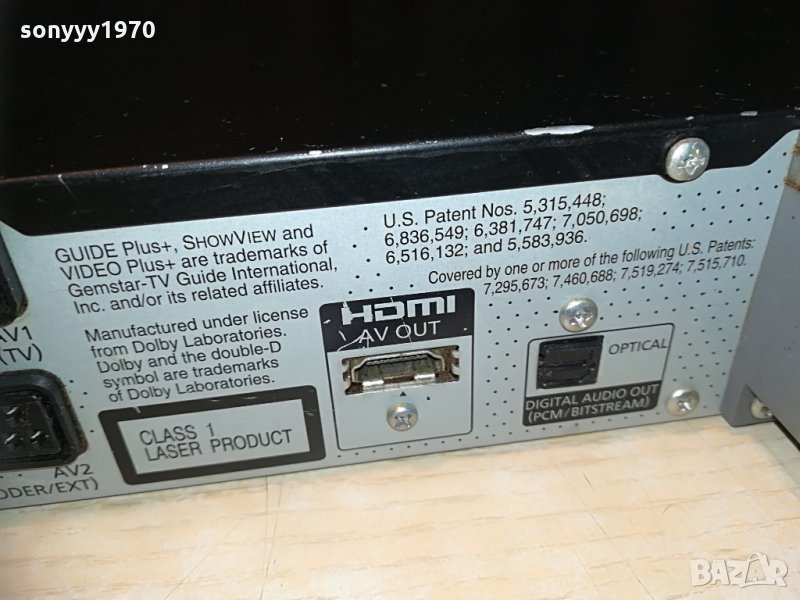 sonyyy1970
GUIDE Plus+, SHOWVIEW and
VIDEO Plus+ are trademarks of
Gemstar-TV Guide International,
Inc. and/or its related affiliates.
U.S. Patent Nos. 5,315,448;
6,836,549; 6,381,747; 7,050,698;
6,516,132; and 5,583,936.
Covered by one or more of the following U.S. Patents:
7,295,673; 7,460,688; 7,519,274; 7,515,710.
Manufactured under license
from Dolby Laboratories.
Dolby and the double-D
symbol are trademarks
of Dolby Laboratories.
HDMI
AV OUT
OPTICAL
DIGITAL AUDIO OUT
(PCM/BITSTREAM)
CLASS 1
LASER PRODUCT
AV1
(TV)
AV2
ODER/EXT)
BAZAR